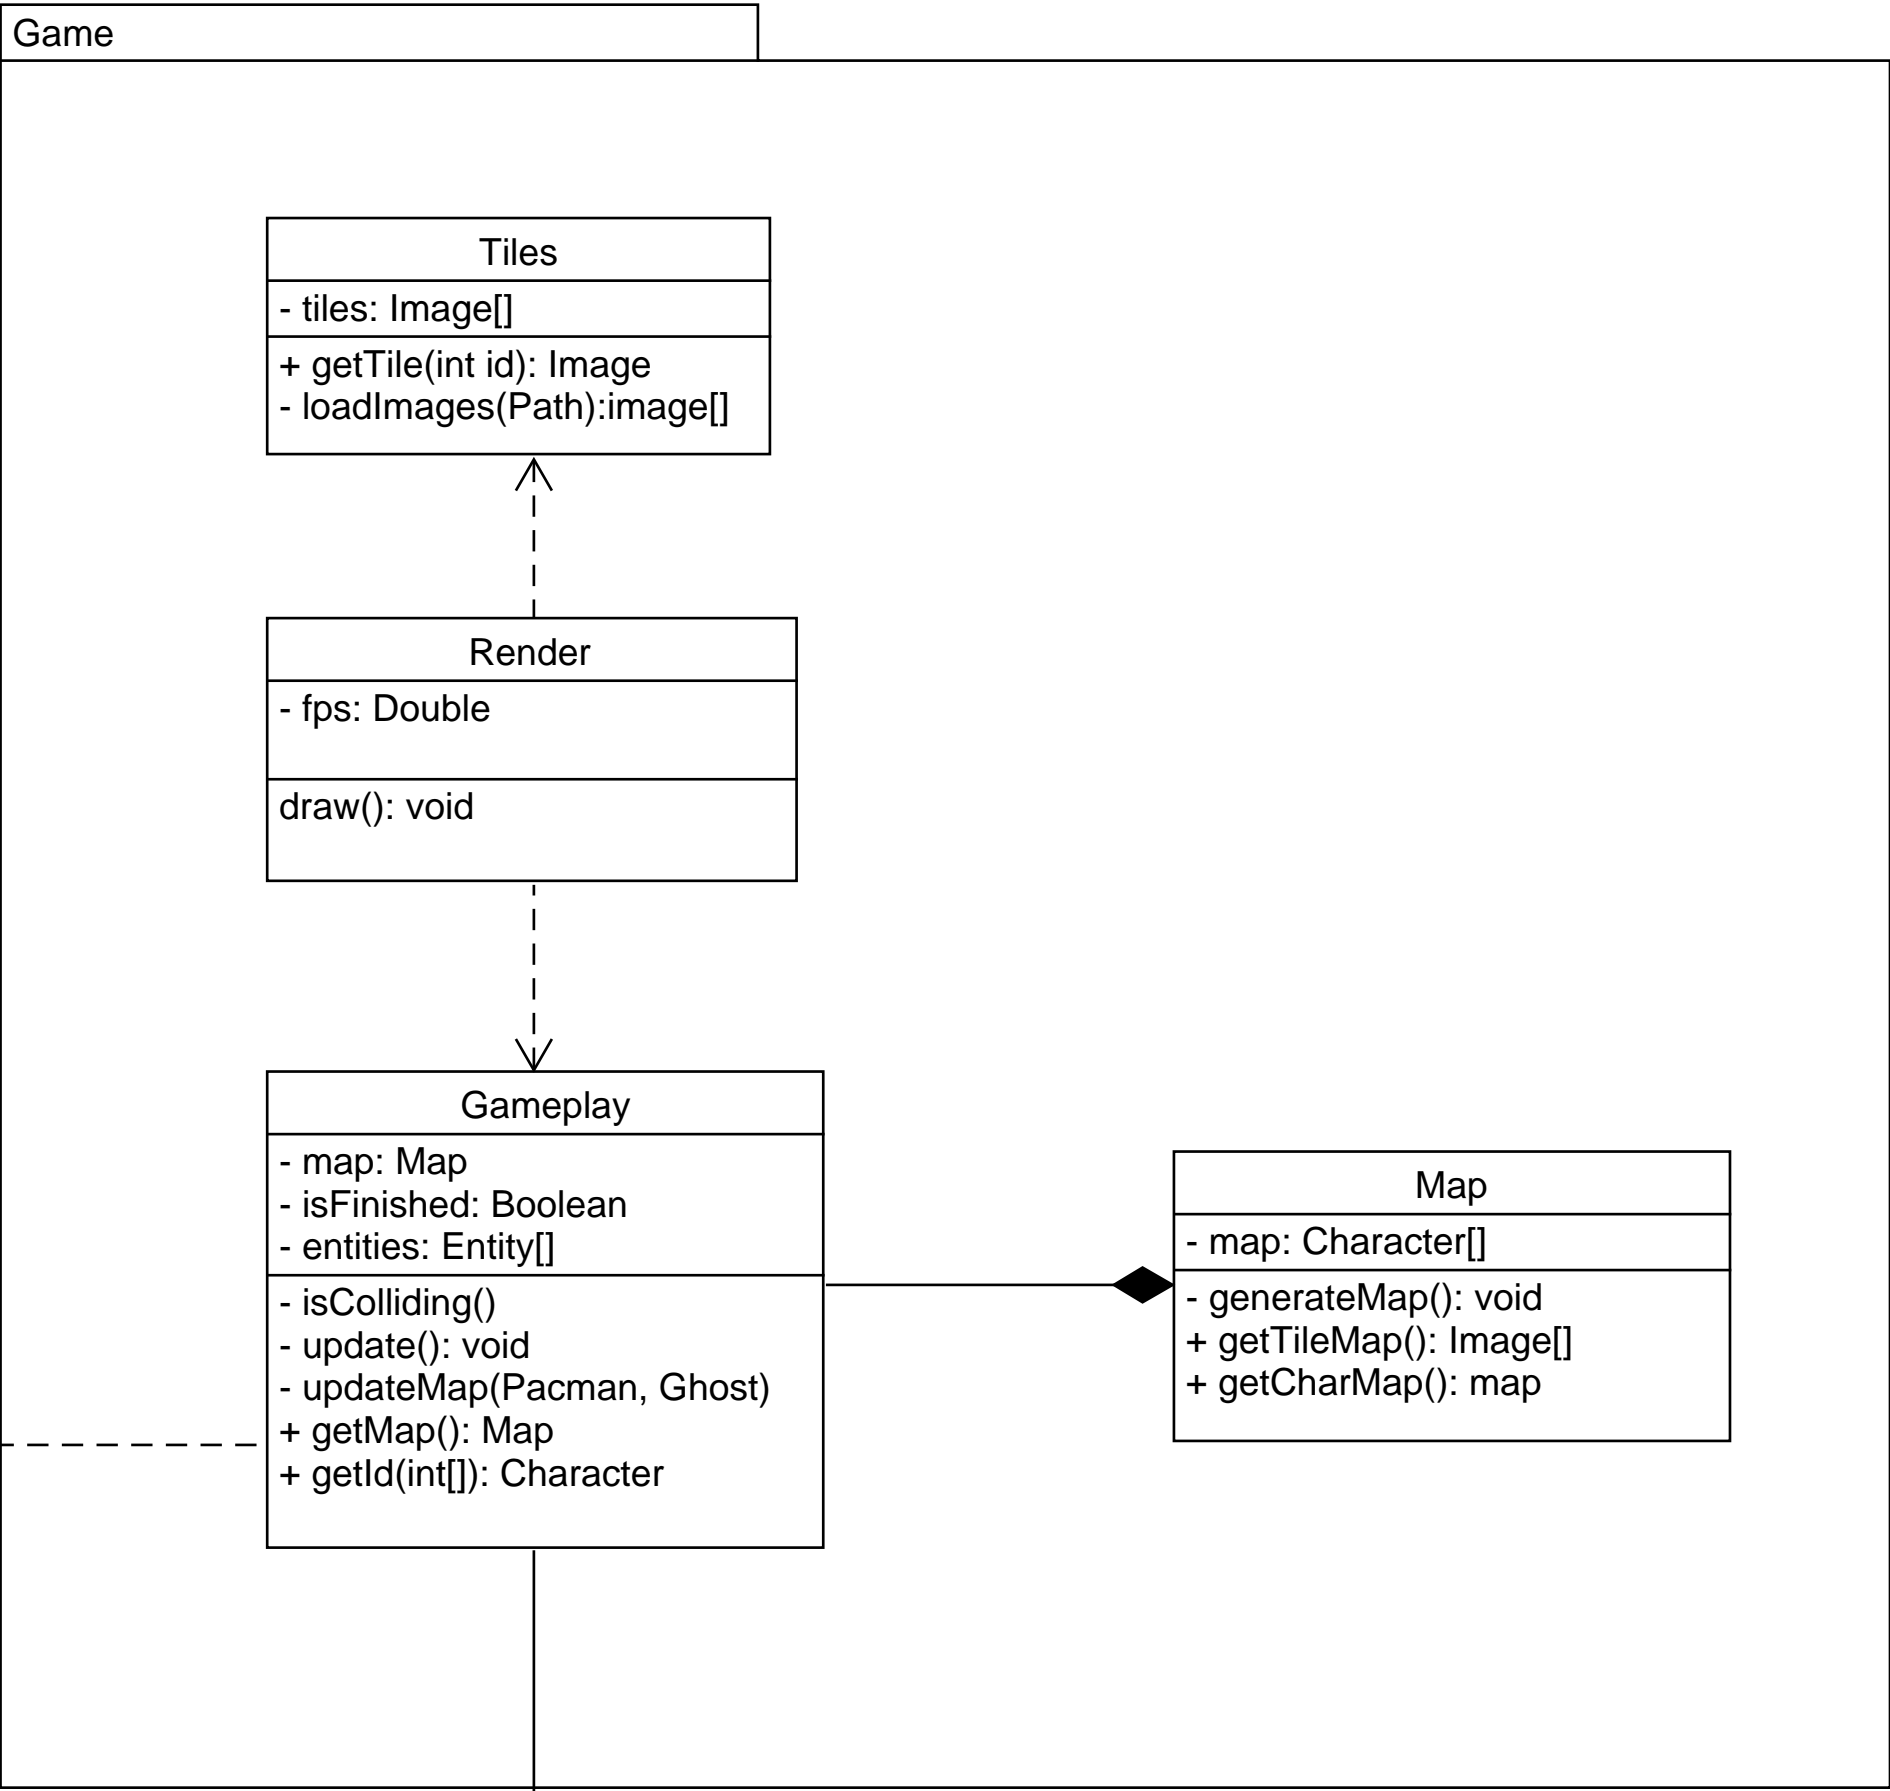 Game
Tiles
- tiles: Image[]
+ getTile(int id): Image
- loadImages(Path):image[]
Render
- fps: Double
draw(): void
Gameplay
- map: Map
- isFinished: Boolean
- entities: Entity[]
- isColliding()
- update(): void
- updateMap(Pacman, Ghost)
+ getMap(): Map
+ getId(int[]): Character
Map
- map: Character[]
- generateMap(): void
+ getTileMap(): Image[]
+ getCharMap(): map